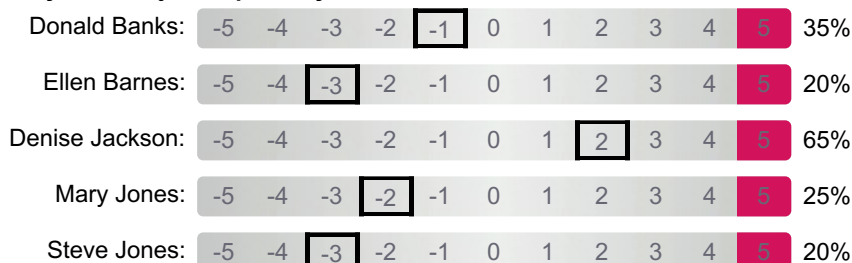 Donald Banks: -5 -4 -3 -2 -1 0 1 2 3 4 5 35%
Ellen Barnes: -5 -4 -3 -2 -1 0 1 2 3 4 5 20%
Denise Jackson: -5 -4 -3 -2 -1 0 1 2 3 4 5 65%
Mary Jones: -5 -4 -3 -2 -1 0 1 2 3 4 5 25%
Steve Jones: -5 -4 -3 -2 -1 0 1 2 3 4 5 20%